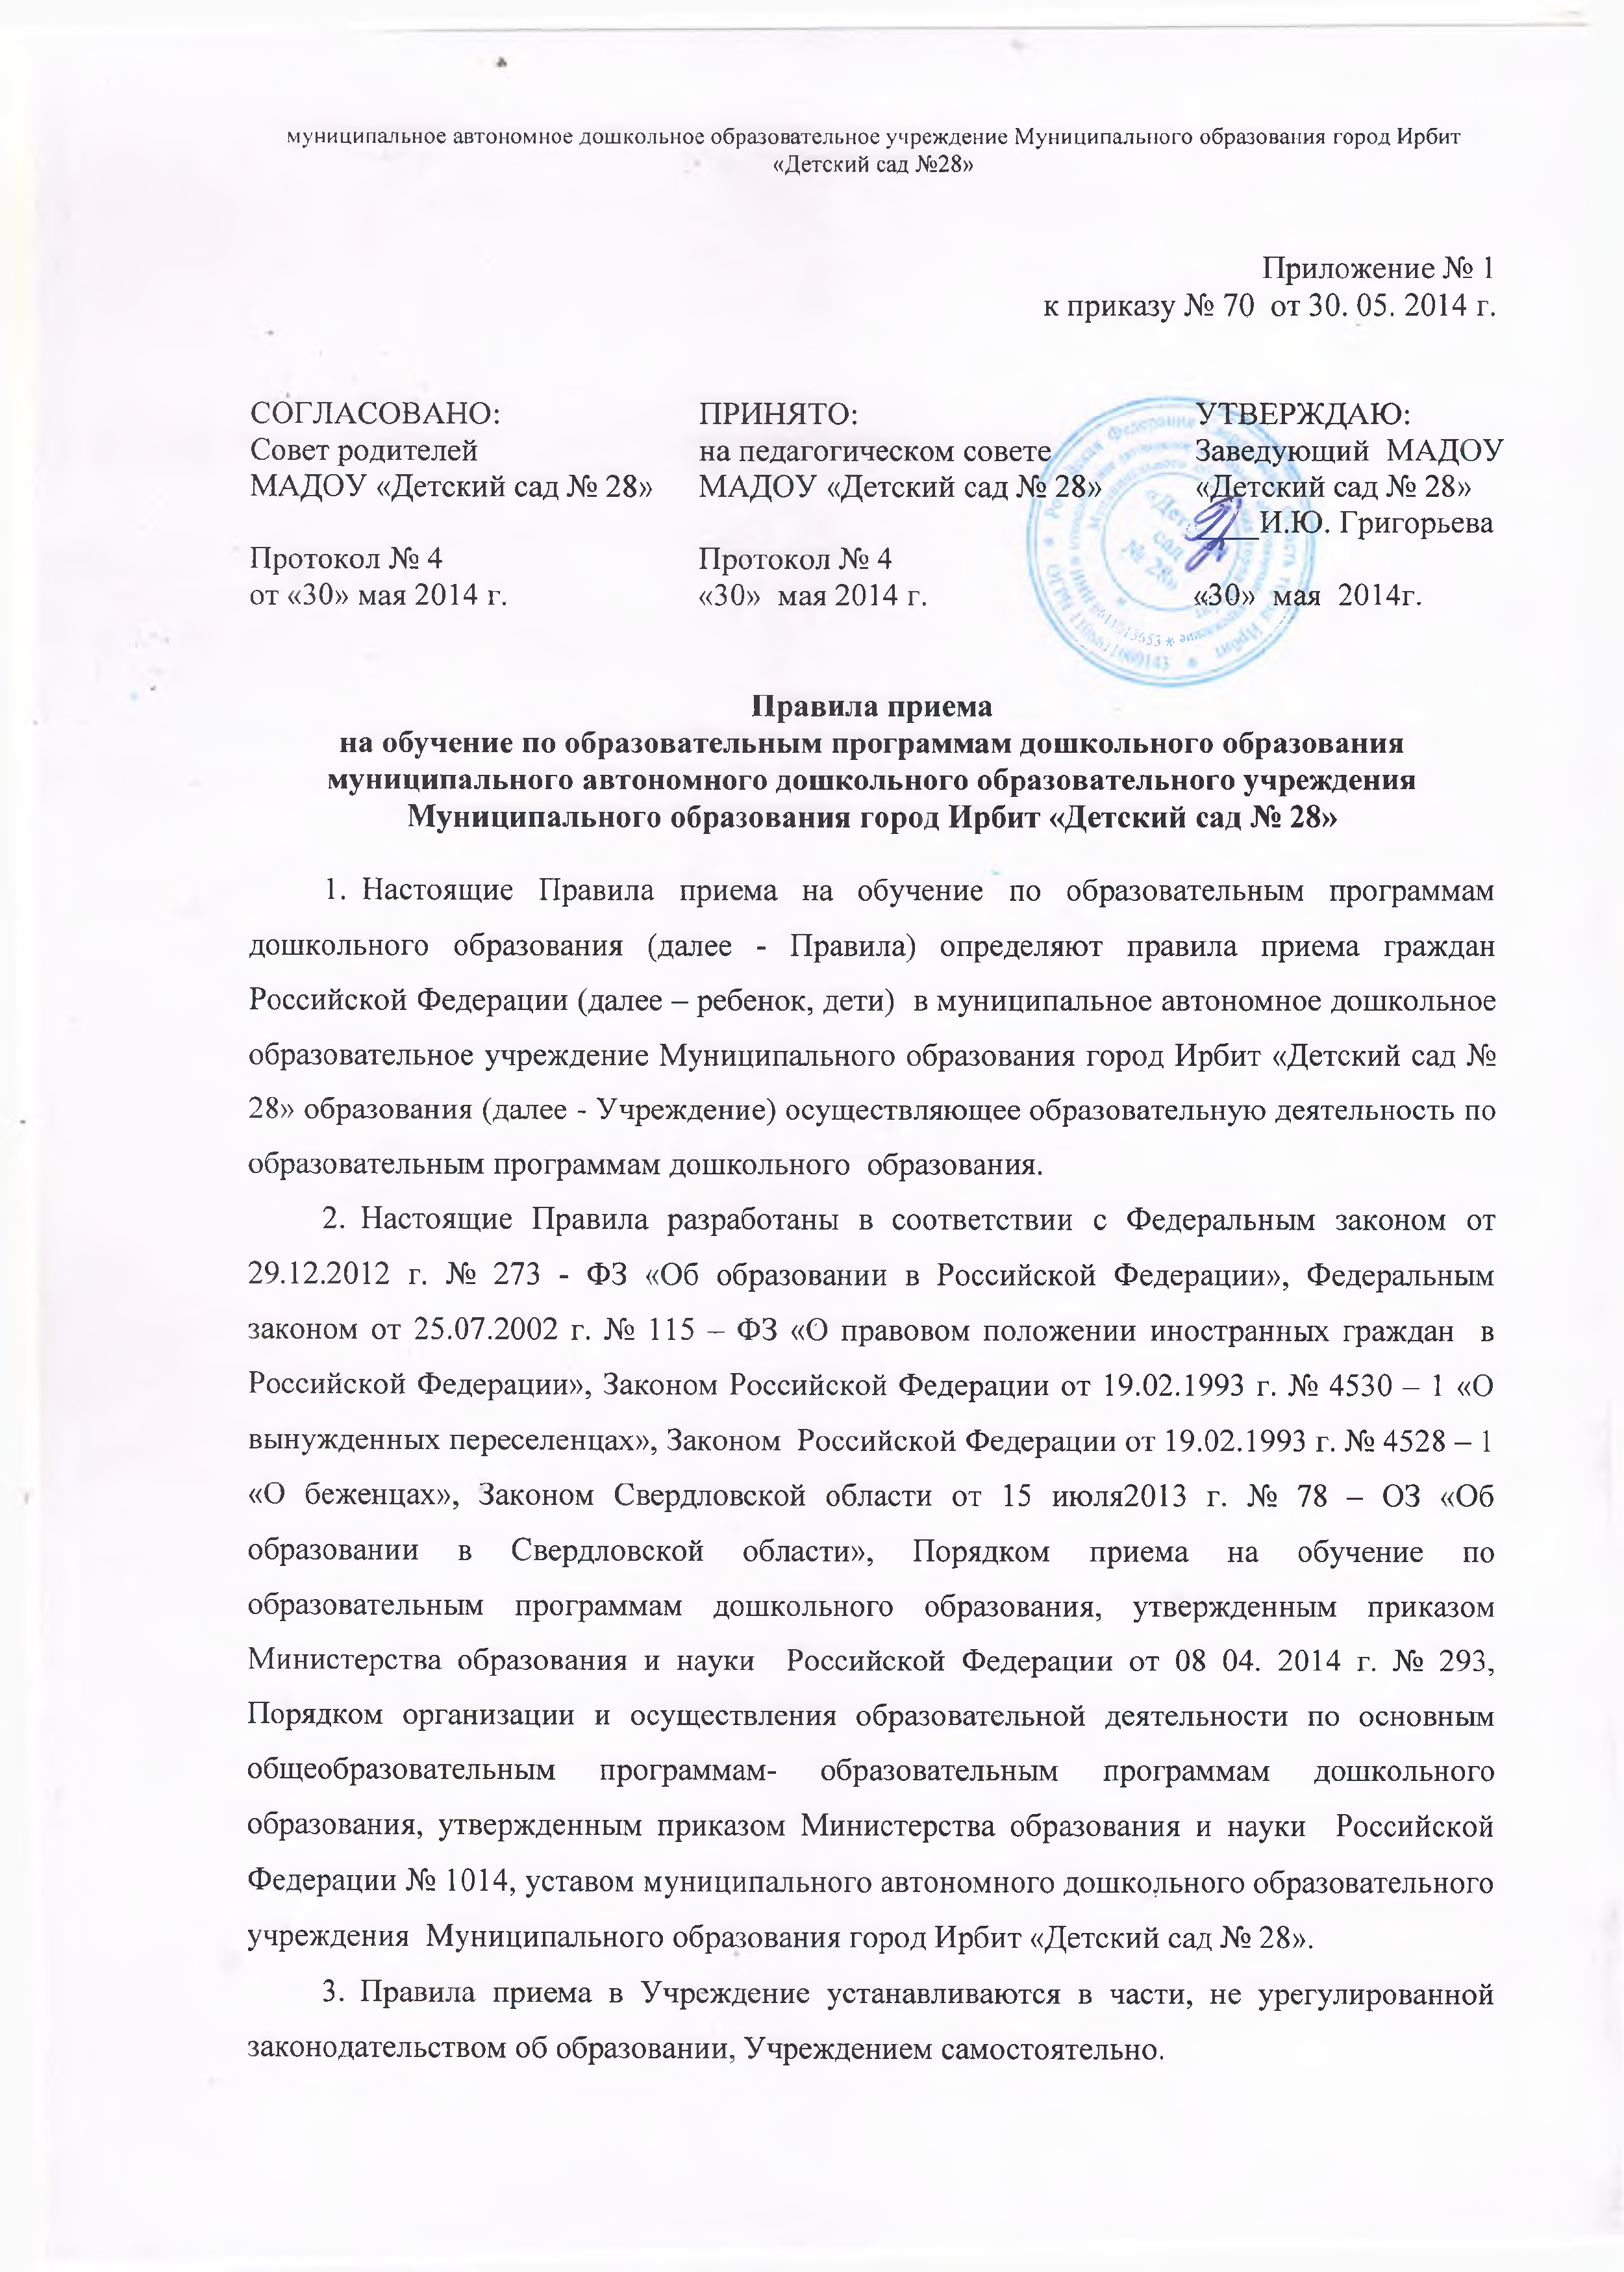 муниципальное автономное дошкольное образовательное учреждение Муниципального образования город Ирбит
«Детский сад №28»
Приложение № 1
к приказу № 70 от 30. 05. 2014 г.
СОГЛАСОВАНО:
Совет родителей
МАДОУ «Детский сад № 28»
Протокол № 4
от «30» мая 2014 г.
ПРИНЯТО:
на педагогическом совете
МАДОУ «Детский сад № 28»
Протокол № 4
«30» мая 2014 г.
УТВЕРЖДАЮ:
Заведующий МАДОУ
«Детский сад № 28»
____И.Ю. Григорьева
«30» мая 2014г.
Правила приема
на обучение по образовательным программам дошкольного образования
муниципального автономного дошкольного образовательного учреждения
Муниципального образования город Ирбит «Детский сад № 28»
1. Настоящие Правила приема на обучение по образовательным программам
дошкольного образования (далее - Правила) определяют правила приема граждан
Российской Федерации (далее – ребенок, дети) в муниципальное автономное дошкольное
образовательное учреждение Муниципального образования город Ирбит «Детский сад №
28» образования (далее - Учреждение) осуществляющее образовательную деятельность по
образовательным программам дошкольного образования.
2. Настоящие Правила разработаны в соответствии с Федеральным законом от
29.12.2012 г. № 273 - ФЗ «Об образовании в Российской Федерации», Федеральным
законом от 25.07.2002 г. № 115 – ФЗ «О правовом положении иностранных граждан в
Российской Федерации», Законом Российской Федерации от 19.02.1993 г. № 4530 – 1 «О
вынужденных переселенцах», Законом Российской Федерации от 19.02.1993 г. № 4528 – 1
«О беженцах», Законом Свердловской области от 15 июля2013 г. № 78 – ОЗ «Об
образовании в Свердловской области», Порядком приема на обучение по
образовательным программам дошкольного образования, утвержденным приказом
Министерства образования и науки Российской Федерации от 08 04. 2014 г. № 293,
Порядком организации и осуществления образовательной деятельности по основным
общеобразовательным программам- образовательным программам дошкольного
образования, утвержденным приказом Министерства образования и науки Российской
Федерации № 1014, уставом муниципального автономного дошкольного образовательного
учреждения Муниципального образования город Ирбит «Детский сад № 28».
3. Правила приема в Учреждение устанавливаются в части, не урегулированной
законодательством об образовании, Учреждением самостоятельно.